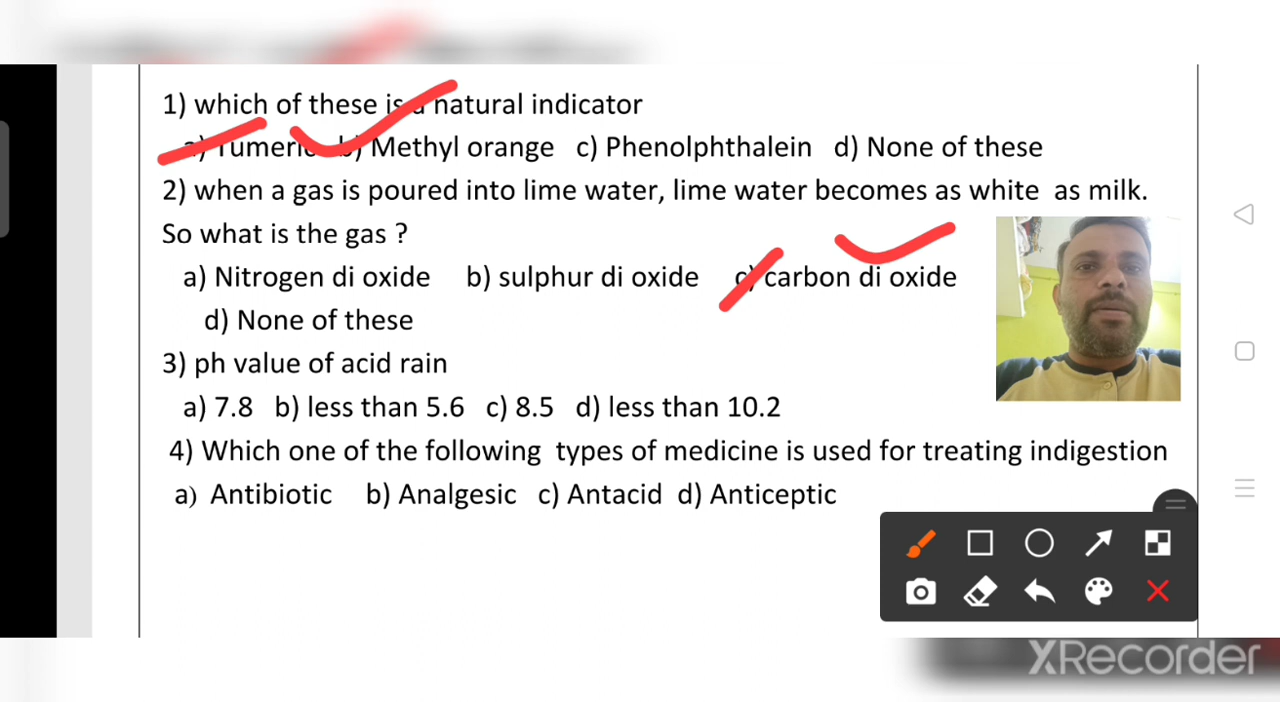 1) which of these is a natural indicator
a) Tumeric b) Methyl orange c) Phenolphthalein d) None of these
2) when a gas is poured into lime water, lime water becomes as white as milk.
So what is the gas ?
a) Nitrogen di oxide b) sulphur di oxide c) carbon di oxide
d) None of these
3) ph value of acid rain
a) 7.8 b) less than 5.6 c) 8.5 d) less than 10.2
4) Which one of the following types of medicine is used for treating indigestion
a) Antibiotic b) Analgesic c) Antacid d) Anticeptic
XRecorder